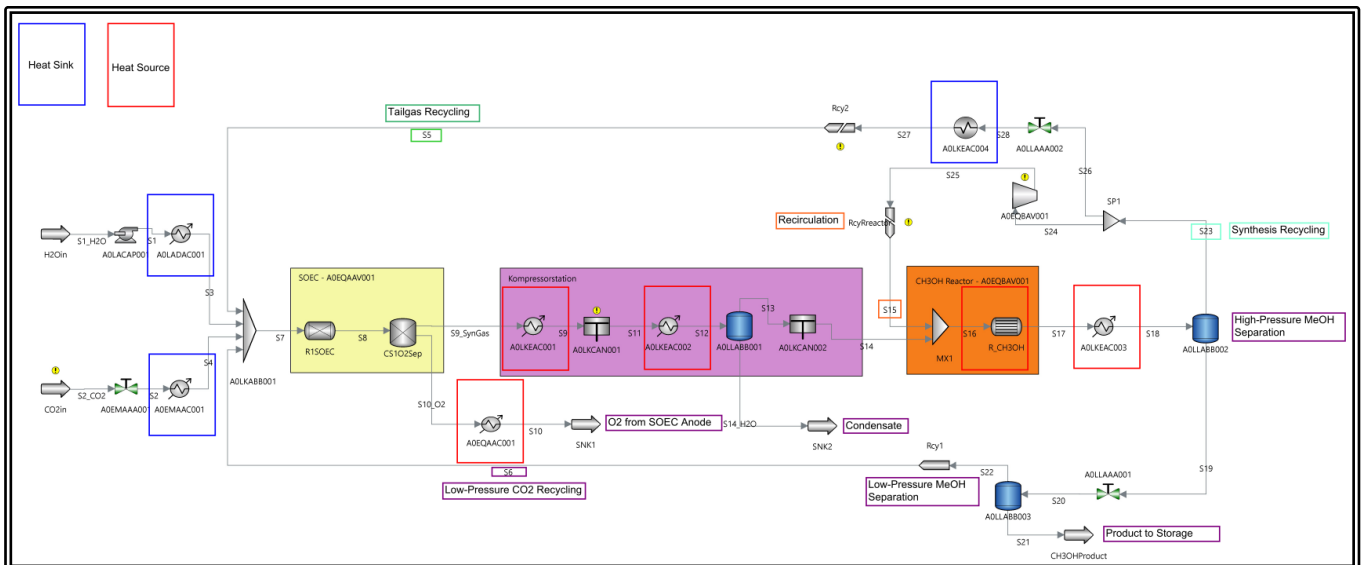 Heat Sink
Heat Source
Tailgas Recycling
S5
Rcy2
S27
A0LKEAC004
S28
A0LLAAA002
S26
S25
A0EQBAV001
SP1
Recirculation
RcyRreactor
S24
S23
Synthesis Recycling
H2Oin
S1_H2O
A0LACAP001
S1
A0LADAC001
S3
SOEC - A0EQAAV001
Kompressorstation
CH3OH Reactor - A0EQBAV001
S15
S13
S7
R1SOEC
S8
CS1O2Sep
S9_SynGas
A0LKEAC001
S9
A0LKCAN001
S11
A0LKEAC002
S12
A0LLABB001
A0LKCAN002
S14
MX1
S16
R_CH3OH
S17
A0LKEAC003
S18
A0LLABB002
High-Pressure MeOH
Separation
A0LKABB001
S4
CO2in
S2_CO2
A0EMAAA001
S2
A0EMAAC001
S10_O2
A0EQAAC001
S10
SNK1
O2 from SOEC Anode
S14_H2O
SNK2
Condensate
S6
Low-Pressure CO2 Recycling
Rcy1
S22
Low-Pressure MeOH
Separation
A0LLABB003
S20
A0LLAAA001
S19
S21
CH3OHProduct
Product to Storage